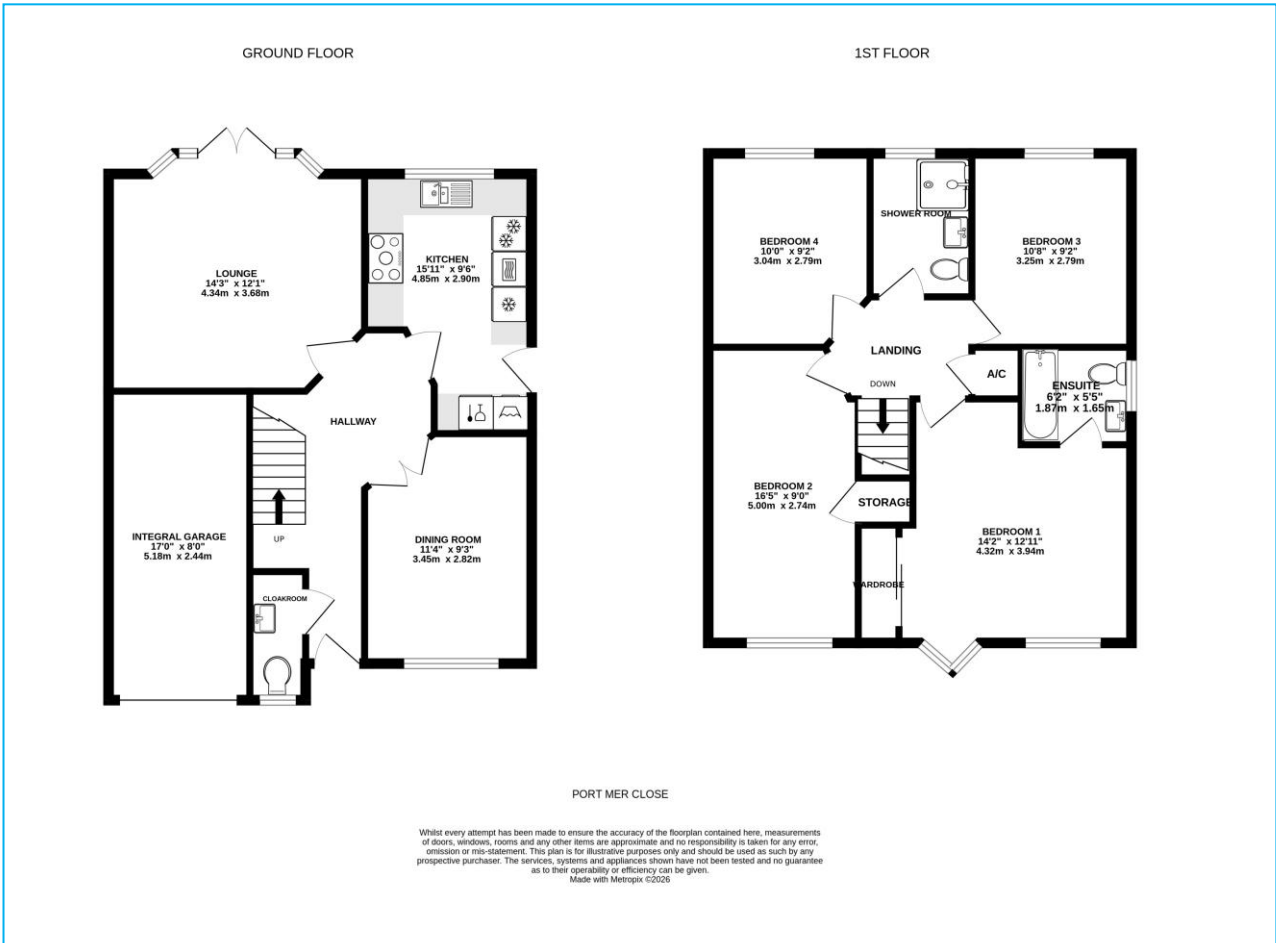 GROUND FLOOR
1ST FLOOR
LOUNGE
14'3" x 12'1"
4.34m x 3.68m
KITCHEN
15'11" x 9'6"
4.85m x 2.90m
HALLWAY
INTEGRAL GARAGE
17'0" x 8'0"
5.18m x 2.44m
UP
DINING ROOM
11'4" x 9'3"
3.45m x 2.82m
CLOAKROOM
BEDROOM 4
10'0" x 9'2"
3.04m x 2.79m
SHOWER ROOM
BEDROOM 3
10'8" x 9'2"
3.25m x 2.79m
LANDING
DOWN
A/C
ENSUITE
6'2" x 5'5"
1.87m x 1.65m
BEDROOM 2
16'5" x 9'0"
5.00m x 2.74m
STORAGE
BEDROOM 1
14'2" x 12'11"
4.32m x 3.94m
WARDROBE
PORT MER CLOSE
Whilst every attempt has been made to ensure the accuracy of the floorplan contained here, measurements
of doors, windows, rooms and any other items are approximate and no responsibility is taken for any error,
omission or mis-statement. This plan is for illustrative purposes only and should be used as such by any
prospective purchaser. The services, systems and appliances shown have not been tested and no guarantee
as to their operability or efficiency can be given.
Made with Metropix ©2026